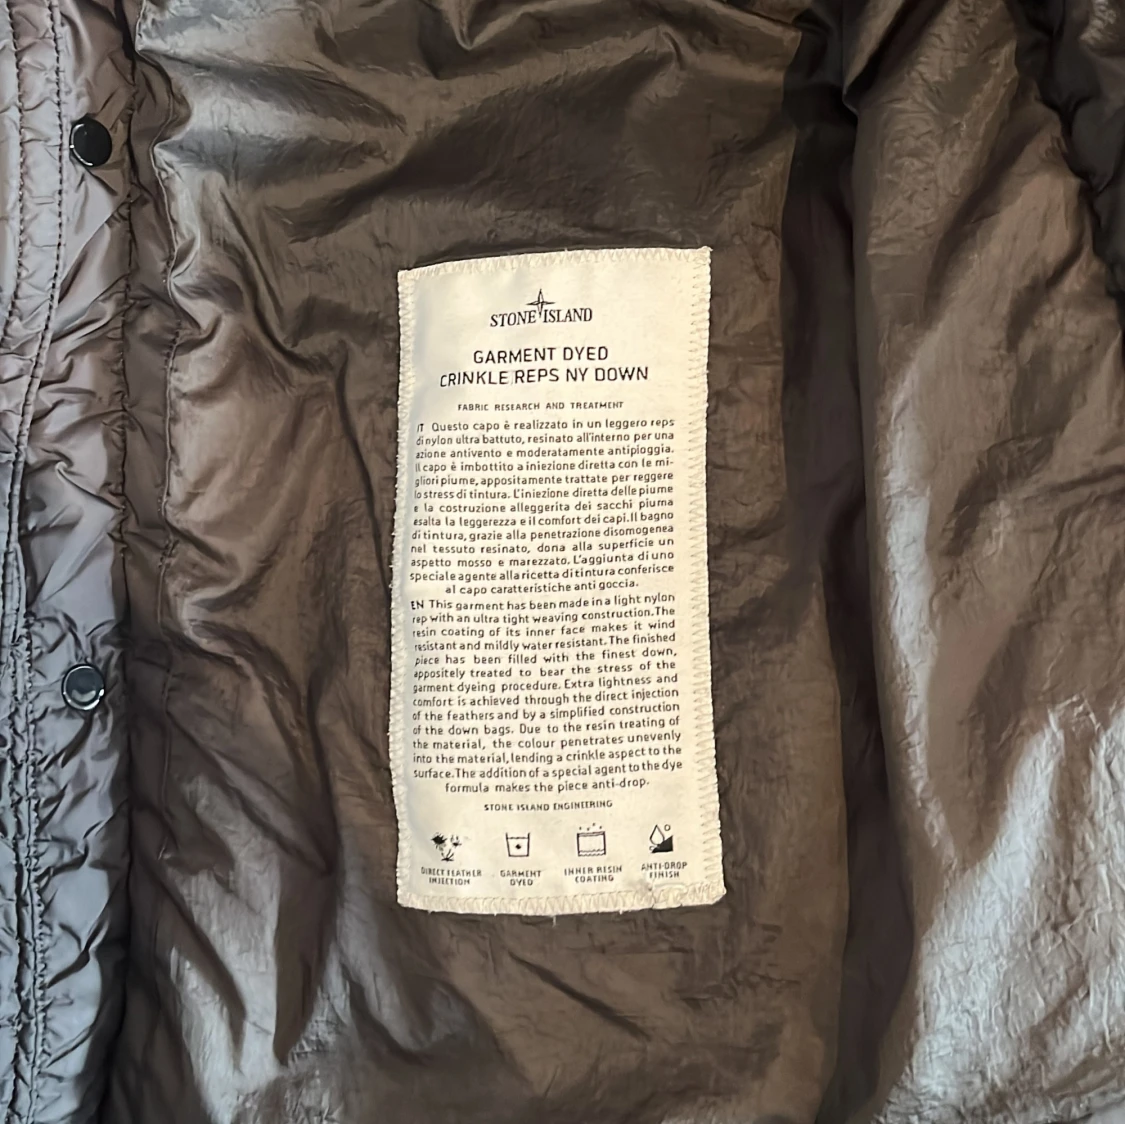 STONE ISLAND
GARMENT DYED
CRINKLE REPS NY DOWN
FABRIC RESEARCH AND TREATMENT
IT Questo capo è realizzato in un leggero reps
di nylon ultra battuto, resinato all'interno per una
azione antivento e moderatamente antipioggia.
Il capo è imbottito a iniezione diretta con le mi-
gliori piume, appositamente trattate per reggere
lo stress di tintura. L'iniezione diretta delle piume
e la costruzione alleggerita dei sacchi piuma
esalta la leggerezza e il comfort dei capi. Il bagno
di tintura, grazie alla penetrazione disomogenea
nel tessuto resinato, dona alla superficie un
aspetto mosso e marezzato. L'aggiunta di uno
speciale agente alla ricetta di tintura conferisce
al capo caratteristiche anti goccia.
EN This garment has been made in a light nylon
rep with an ultra tight weaving construction. The
resin coating of its inner face makes it wind
resistant and mildly water resistant. The finished
piece has been filled with the finest down,
appositely treated to bear the stress of the
garment dyeing procedure. Extra lightness and
comfort is achieved through the direct injection
of the feathers and by a simplified construction
of the down bags. Due to the resin treating of
the material, the colour penetrates unevenly
into the material, lending a crinkle aspect to the
surface. The addition of a special agent to the dye
formula makes the piece anti-drop.
STONE ISLAND ENGINEERING
DIRECT FEATHER INJECTION
GARMENT DYED
INNER RESIN COATING
ANTI-DROP FINISH